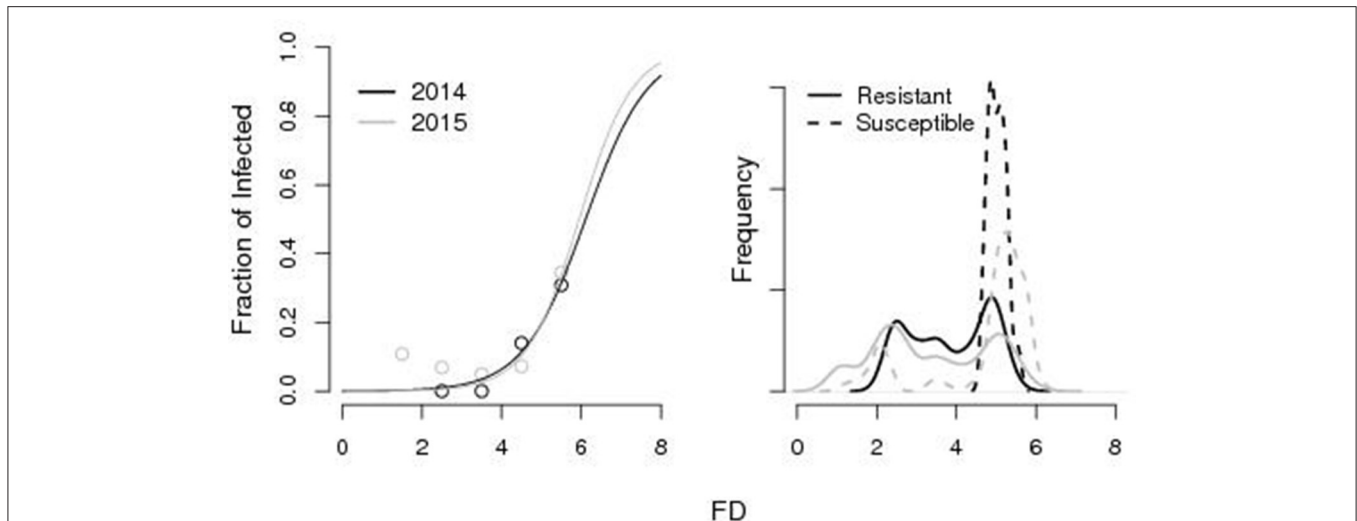 Fraction of Infected
0.0 0.2 0.4 0.6 0.8 1.0
2014
2015
0 2 4 6 8
Frequency
Resistant
Susceptible
0 2 4 6 8
FD